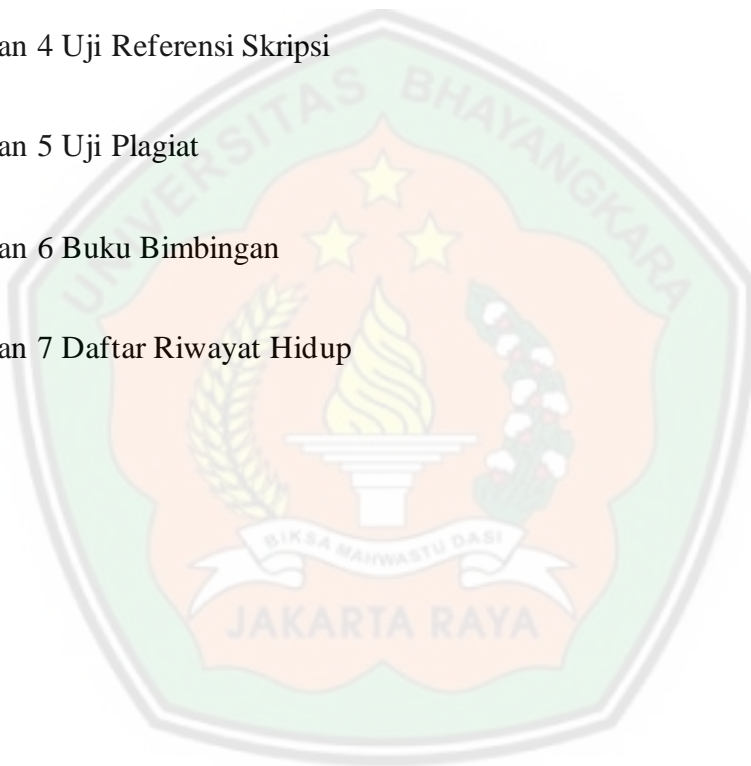 an 4 Uji Referensi Skripsi
an 5 Uji Plagiat
an 6 Buku Bimbingan
an 7 Daftar Riwayat Hidup
UNIVERSITAS BHAYANGKARA
BIKSA MAHWASTU DASI
JAKARTA RAYA